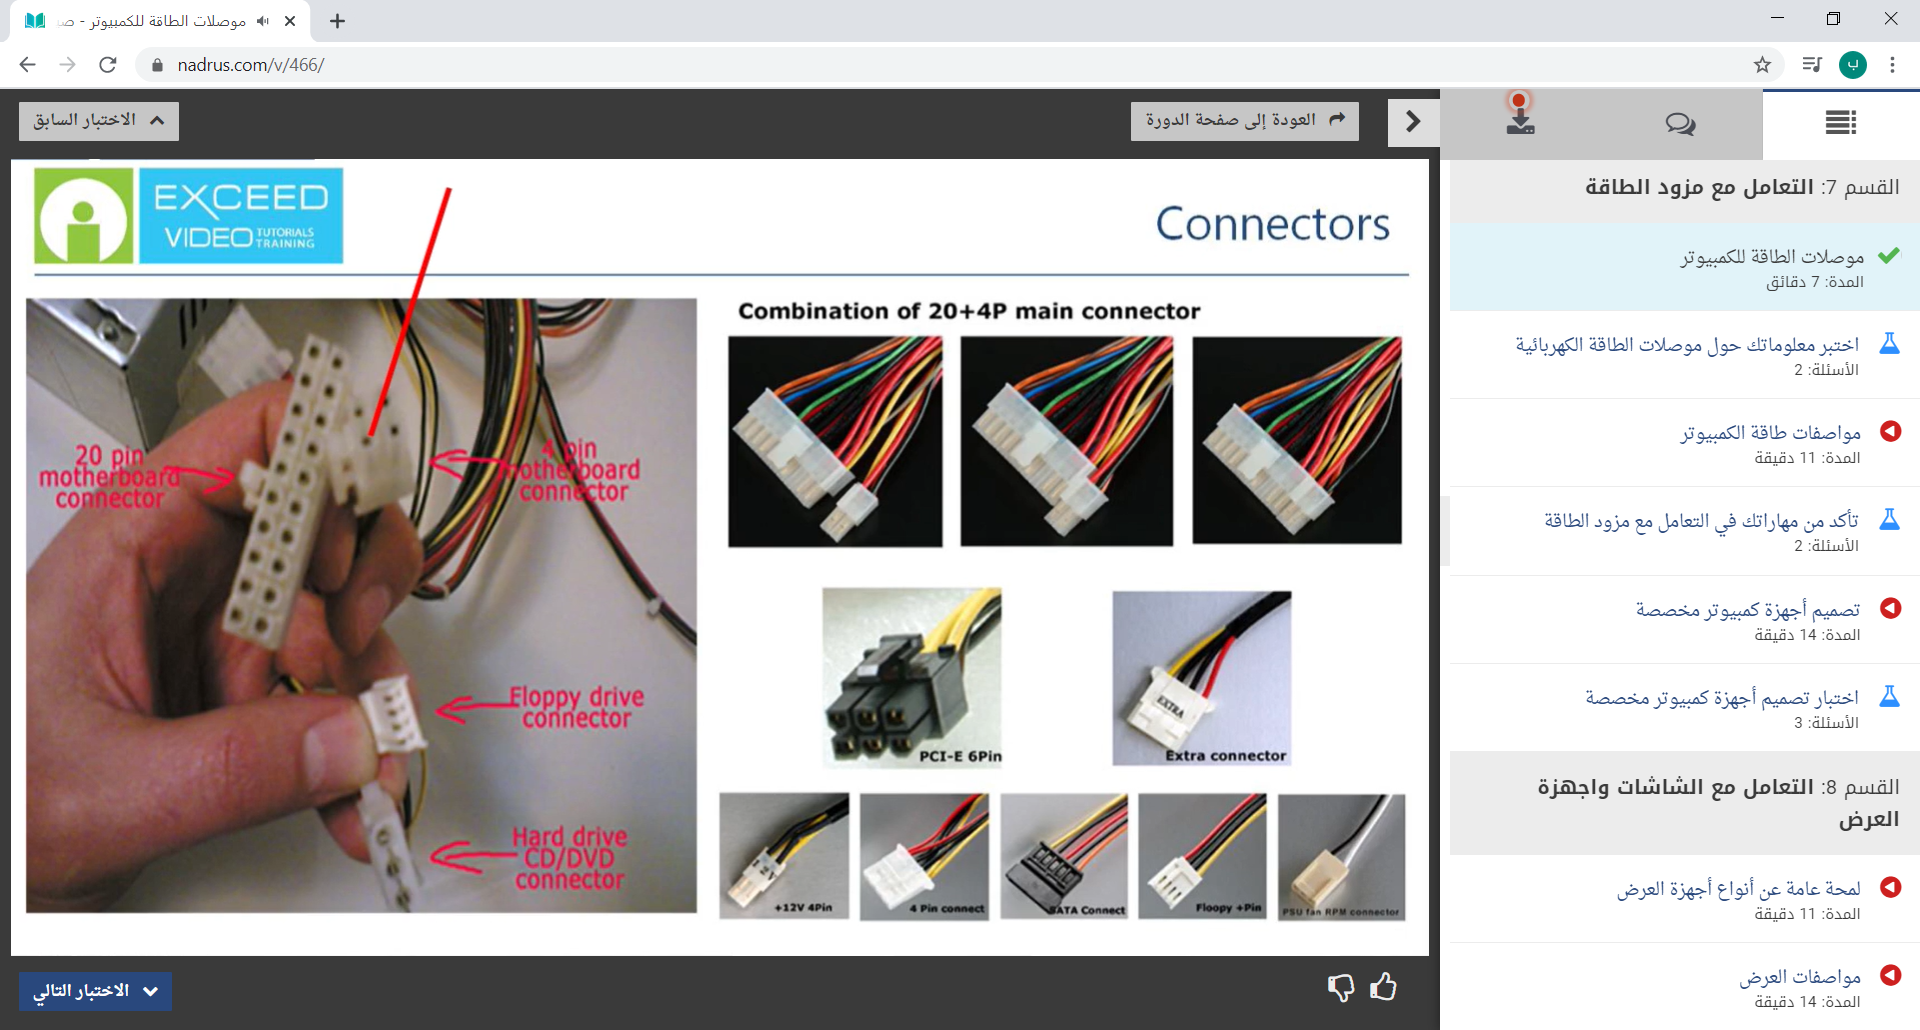 موصلات الطاقة للكمبيوتر - ص
nadrus.com/v/466/
ب
الاختبار السابق
العودة إلى صفحة الدورة
EXCEED
VIDEO TUTORIALS TRAINING
Connectors
20 pin
motherboard
connector
4 pin
motherboard
connector
Floppy drive
connector
Hard drive
CD/DVD
connector
Combination of 20+4P main connector
PCI-E 6Pin
EXTRA
Extra connector
12V
+12V 4Pin
4 Pin connect
SATA Connect
Floopy +Pin
PSU fan RPM connector
الاختبار التالي
القسم 7: التعامل مع مزود الطاقة
موصلات الطاقة للكمبيوتر
المدة: 7 دقائق
اختبر معلوماتك حول موصلات الطاقة الكهربائية
الأسئلة: 2
مواصفات طاقة الكمبيوتر
المدة: 11 دقيقة
تأكد من مهاراتك في التعامل مع مزود الطاقة
الأسئلة: 2
تصميم أجهزة كمبيوتر مخصصة
المدة: 14 دقيقة
اختبار تصميم أجهزة كمبيوتر مخصصة
الأسئلة: 3
القسم 8: التعامل مع الشاشات واجهزة
العرض
لمحة عامة عن أنواع أجهزة العرض
المدة: 11 دقيقة
مواصفات العرض
المدة: 14 دقيقة